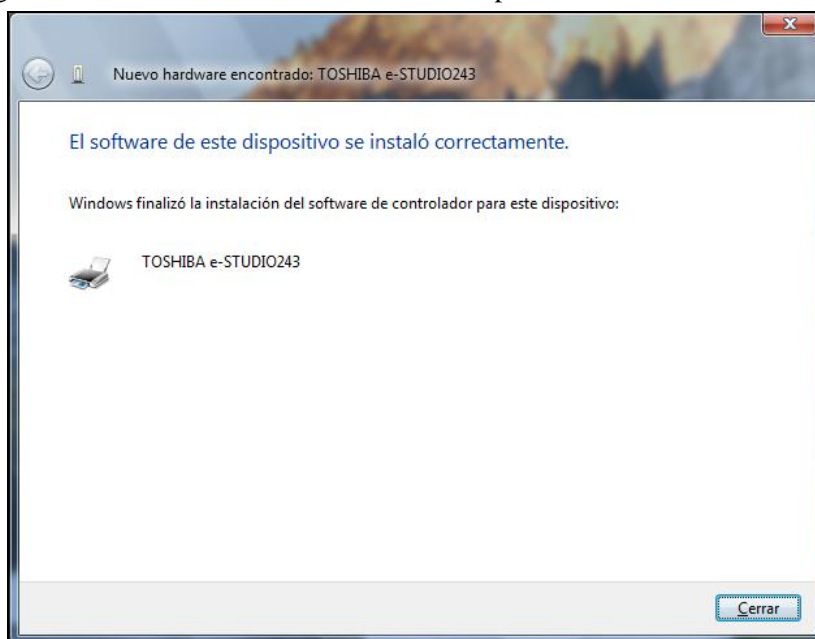 Nuevo hardware encontrado: TOSHIBA e-STUDIO243
El software de este dispositivo se instaló correctamente.
Windows finalizó la instalación del software de controlador para este dispositivo:
TOSHIBA e-STUDIO243
Cerrar